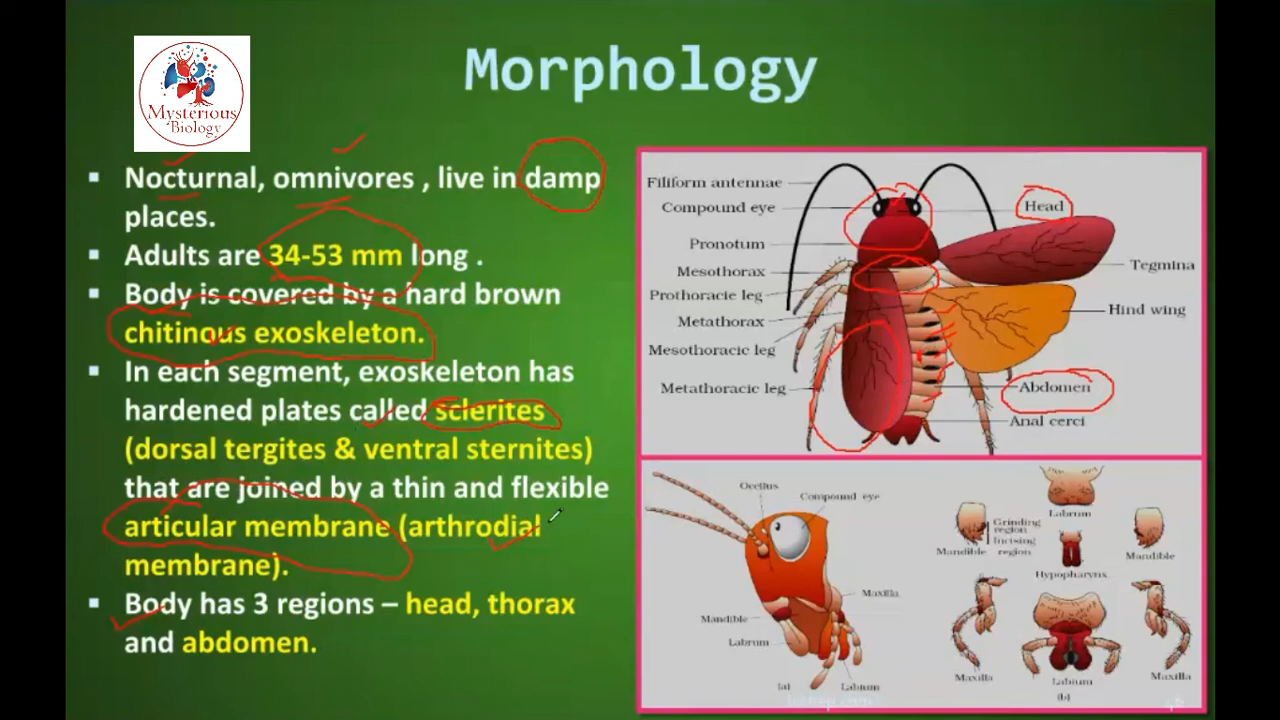 Mysterious
Biology
Morphology
Nocturnal, omnivores , live in damp
places.
Adults are 34-53 mm long .
Body is covered by a hard brown
chitinous exoskeleton.
In each segment, exoskeleton has
hardened plates called sclerites
(dorsal tergites & ventral sternites)
that are joined by a thin and flexible
articular membrane (arthrodial
membrane).
Body has 3 regions – head, thorax
and abdomen.
Filiform antennae
Compound eye
Pronotum
Mesothorax
Prothoracic leg
Metathorax
Mesothoracic leg
Metathoracic leg
Head
Tegmina
Hind wing
Abdomen
Anal cerci
Ocellus
Compound eye
Maxilla
Mandible
Labrum
Labium
(a)
Labrum
Grinding
region
Incising
region
Mandible
Mandible
Hypopharynx
Maxilla
Labium
Maxilla
(b)